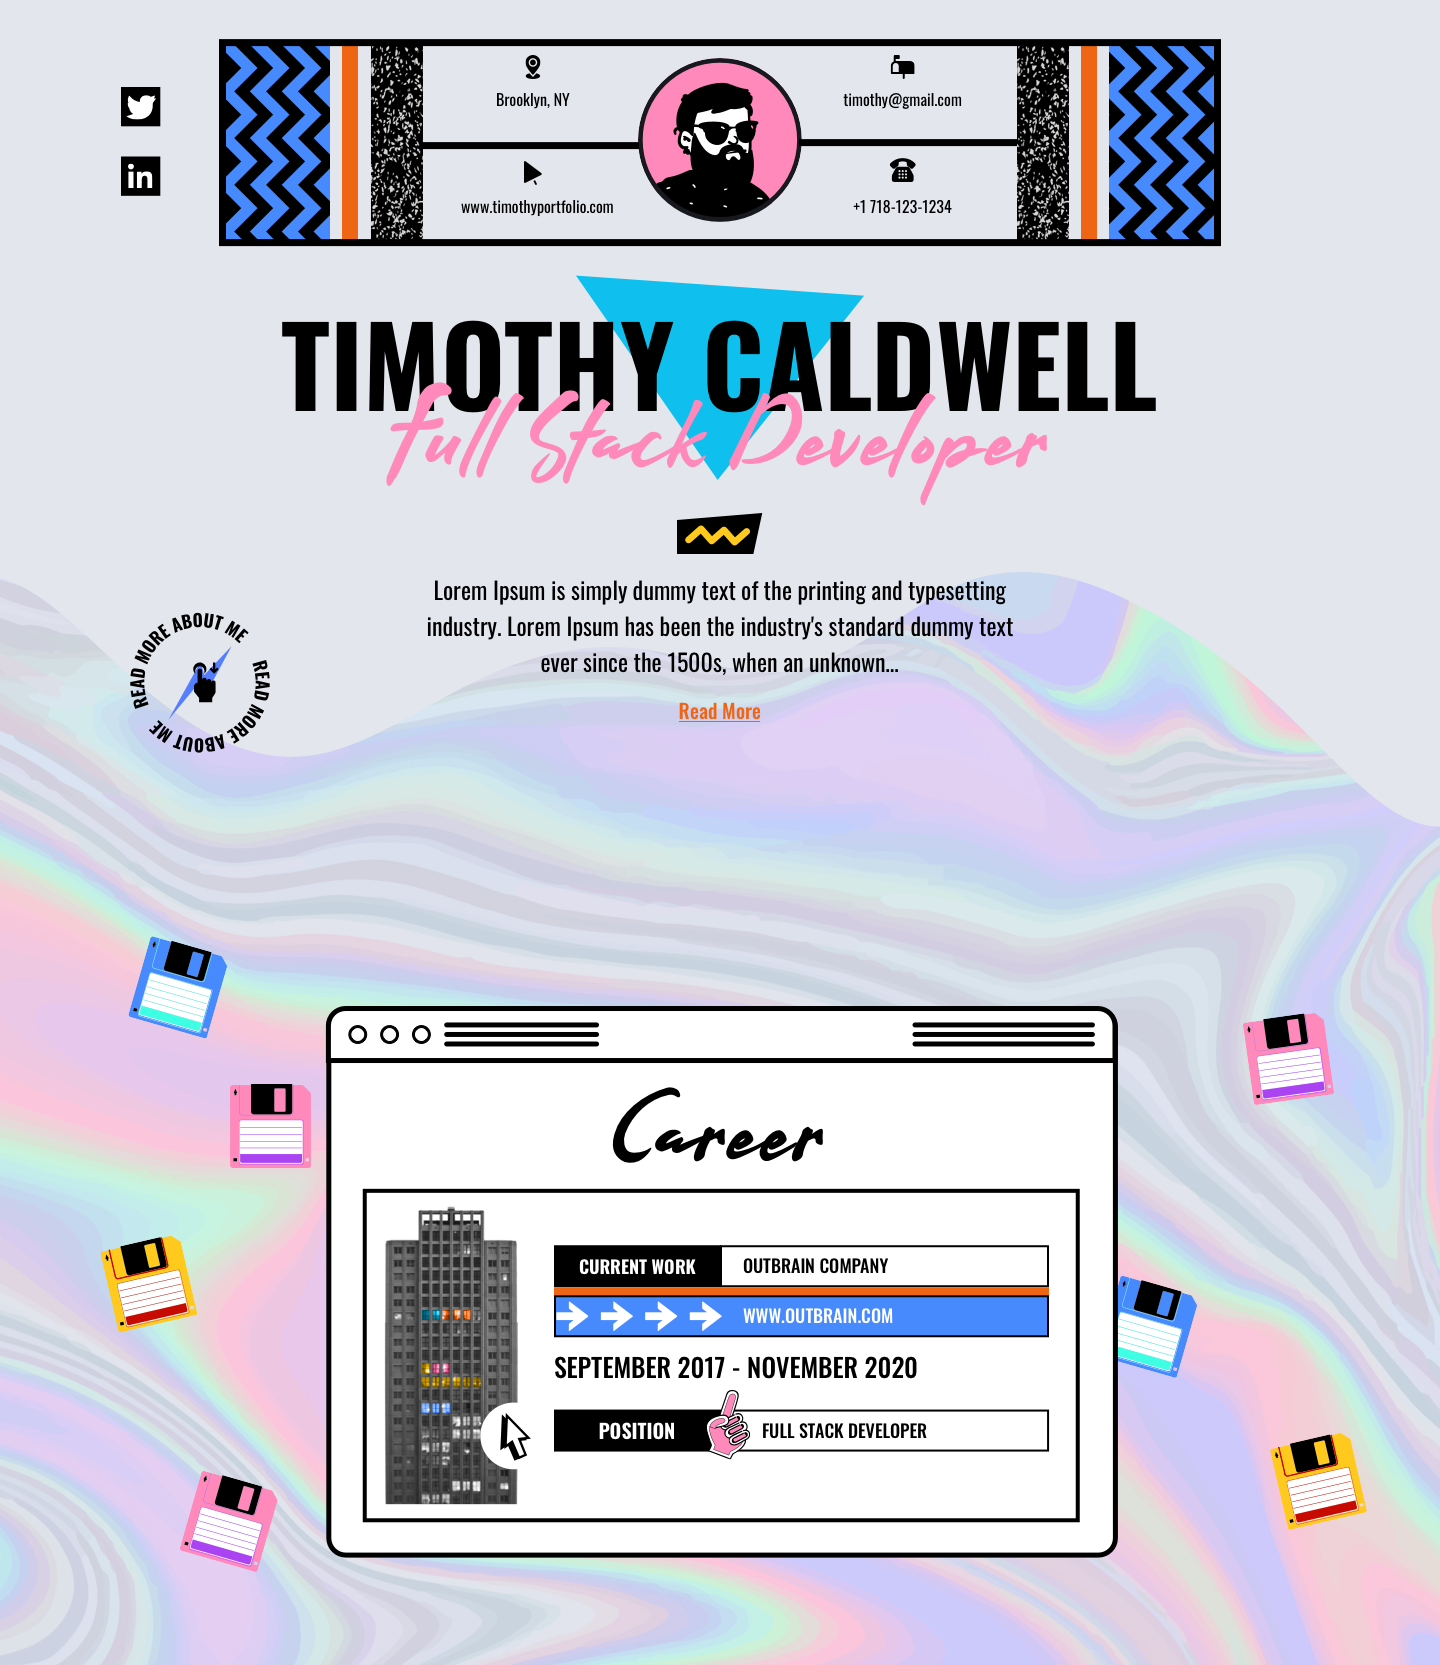 in
Brooklyn, NY
timothy@gmail.com
www.timothyportfolio.com
+1 718-123-1234
TIMOTHY CALDWELL
Full Stack Developer
Lorem Ipsum is simply dummy text of the printing and typesetting
industry. Lorem Ipsum has been the industry's standard dummy text
ever since the 1500s, when an unknown...
Read More
READ MORE ABOUT ME
READ MORE ABOUT ME
Career
CURRENT WORK OUTBRAIN COMPANY
WWW.OUTBRAIN.COM
SEPTEMBER 2017 - NOVEMBER 2020
POSITION FULL STACK DEVELOPER